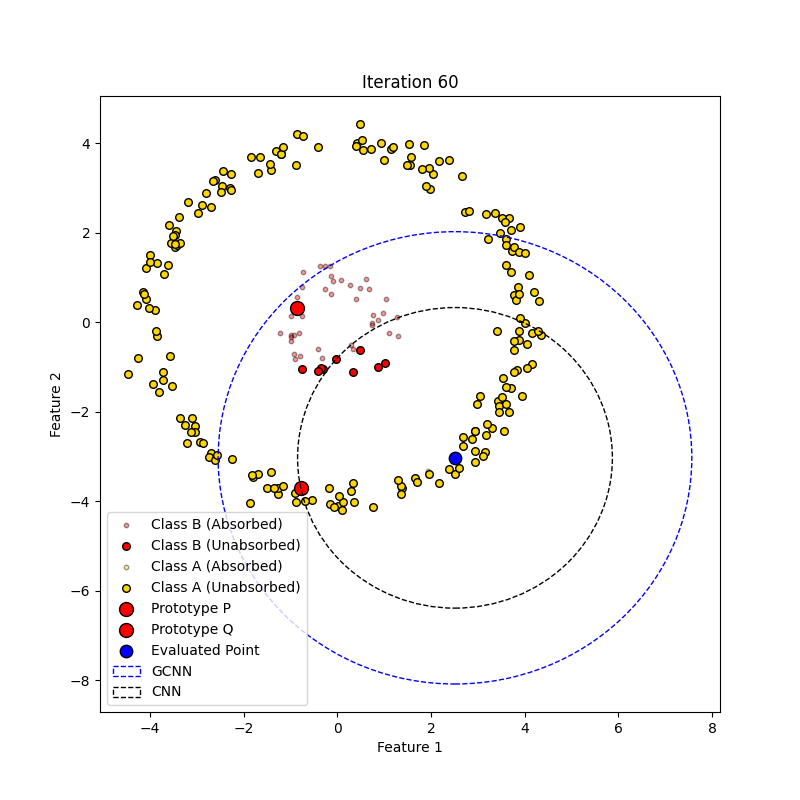 Iteration 60
4
2
0
−2
−4
−6
−8
Feature 2
Class B (Absorbed)
Class B (Unabsorbed)
Class A (Absorbed)
Class A (Unabsorbed)
Prototype P
Prototype Q
Evaluated Point
GCNN
CNN
−4 −2 0 2 4 6 8
Feature 1